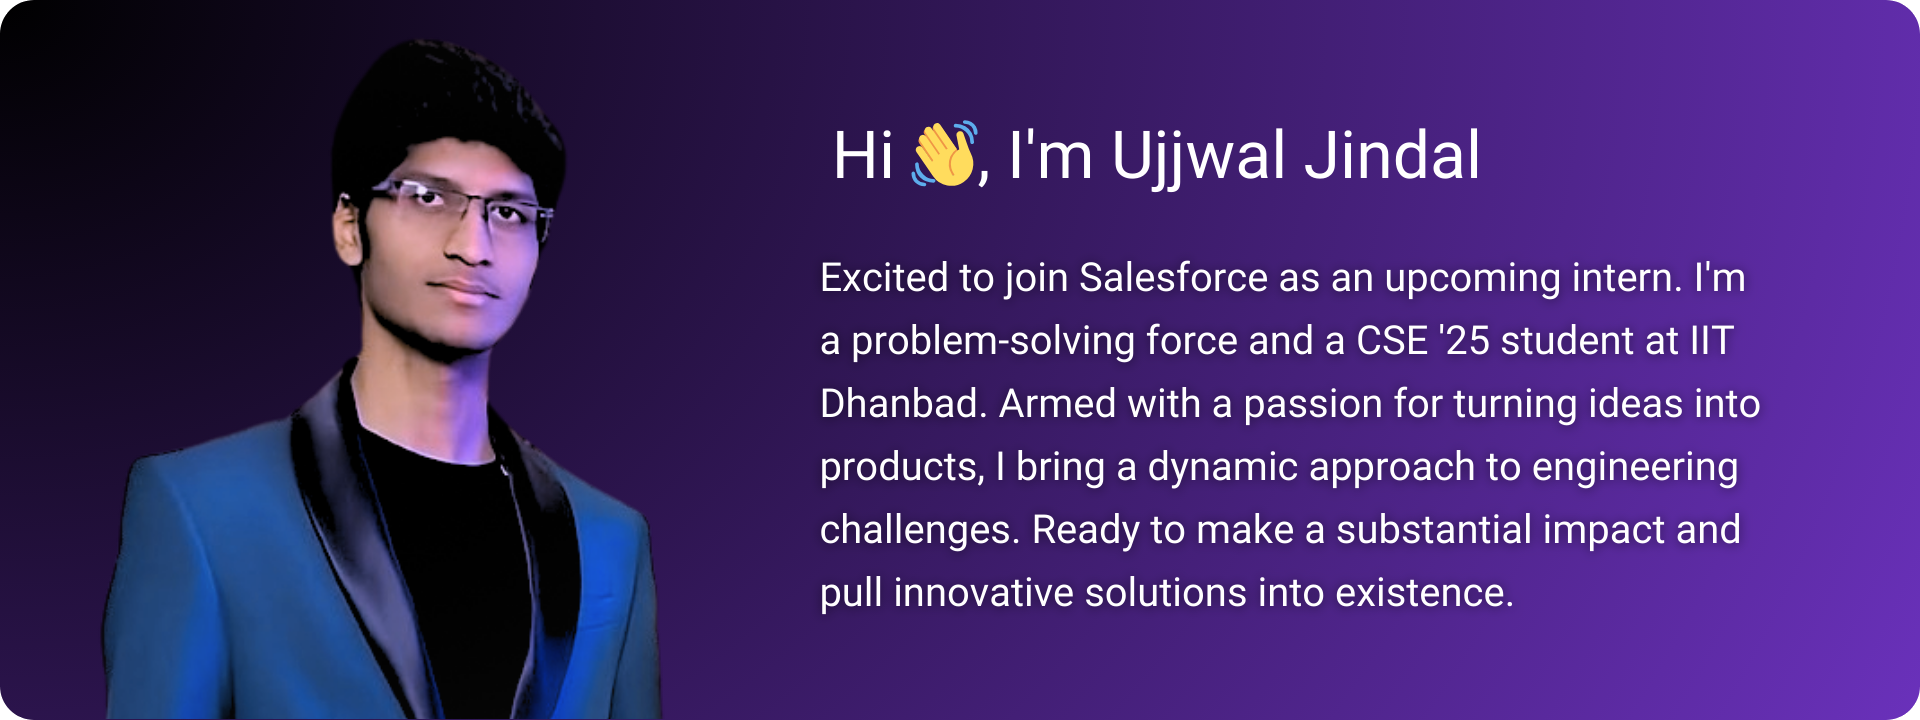 Hi 👋, I'm Ujjwal Jindal
Excited to join Salesforce as an upcoming intern. I'm
a problem-solving force and a CSE '25 student at IIT
Dhanbad. Armed with a passion for turning ideas into
products, I bring a dynamic approach to engineering
challenges. Ready to make a substantial impact and
pull innovative solutions into existence.